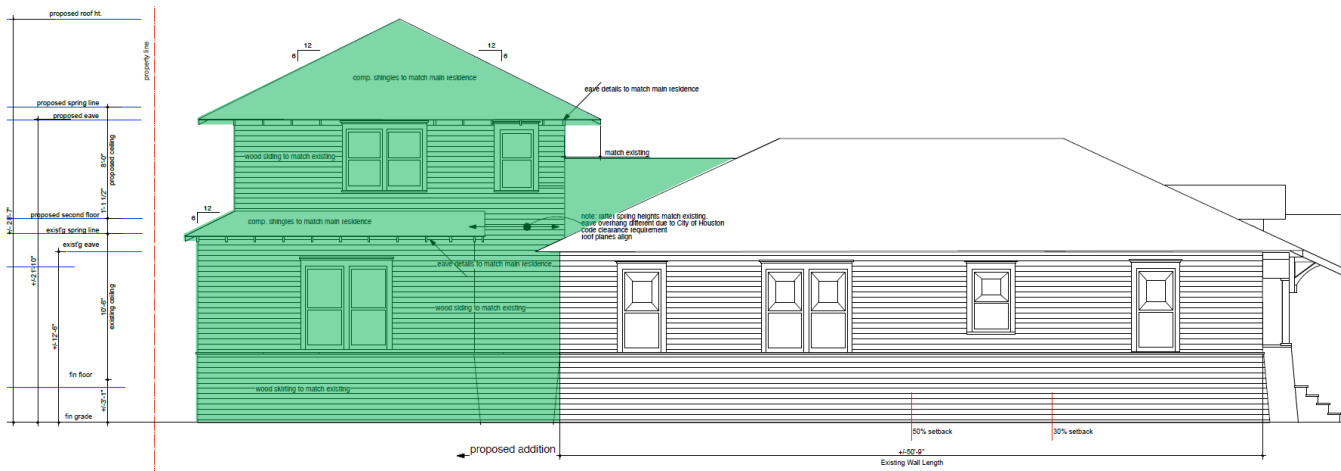 proposed roof ht.
property line
12
6
12
6
comp. shingles to match main residence
eave details to match main residence
proposed spring line
proposed eave
8'-0"
proposed ceiling
wood siding to match existing
match existing
1'-1 1/2"
12
6
proposed second floor
comp. shingles to match main residence
note: rafter spring heights match existing.
eave overhang different due to City of Houston
code clearance requirement
roof planes align
exist'g spring line
exist'g eave
eave details to match main residence
+/-21'-10"
+/-12'-6"
10'-6"
existing ceiling
wood siding to match existing
fin floor
wood skirting to match existing
+/-3'-1"
fin grade
50% setback
30% setback
proposed addition
+/-50'-9"
Existing Wall Length